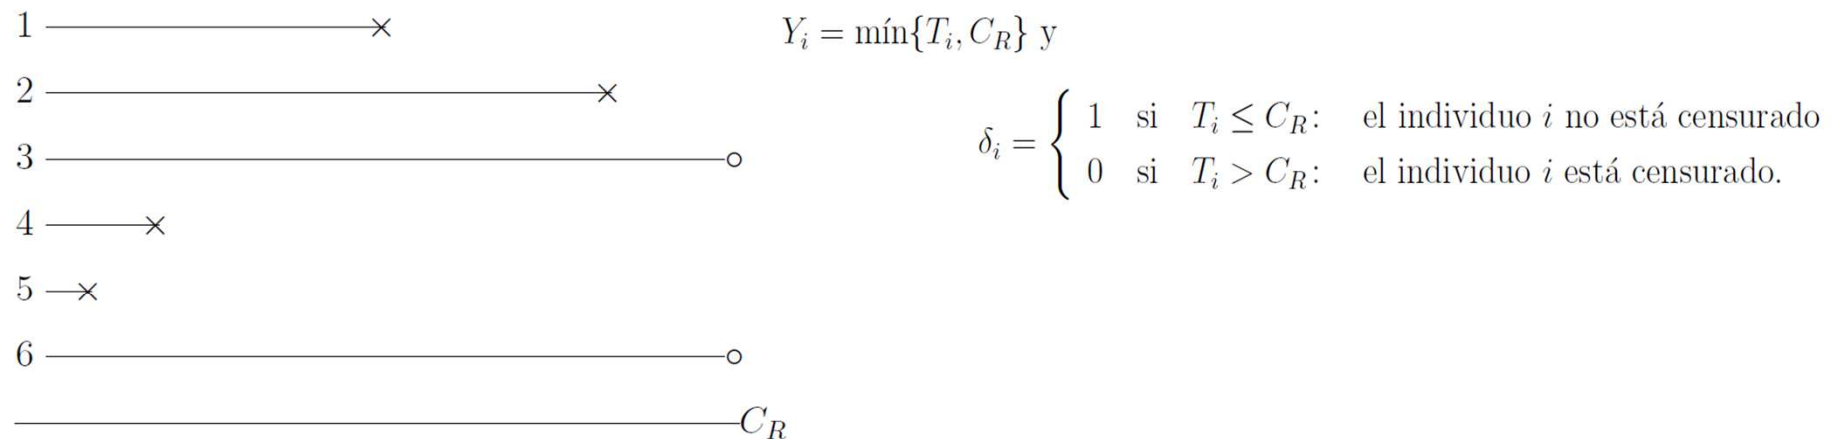 1
2
3
4
5
6
C_R
Y_i = mín{T_i, C_R} y
δ_i = { 1 si T_i ≤ C_R: el individuo i no está censurado
0 si T_i > C_R: el individuo i está censurado.